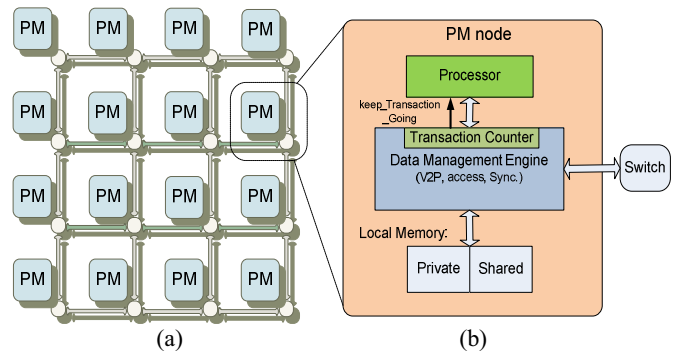 PM PM PM PM
PM PM PM PM
PM PM PM PM
PM PM PM PM
(a)
PM node
Processor
keep_Transaction
_Going
Transaction Counter
Data Management Engine
(V2P, access, Sync.)
Switch
Local Memory:
Private Shared
(b)